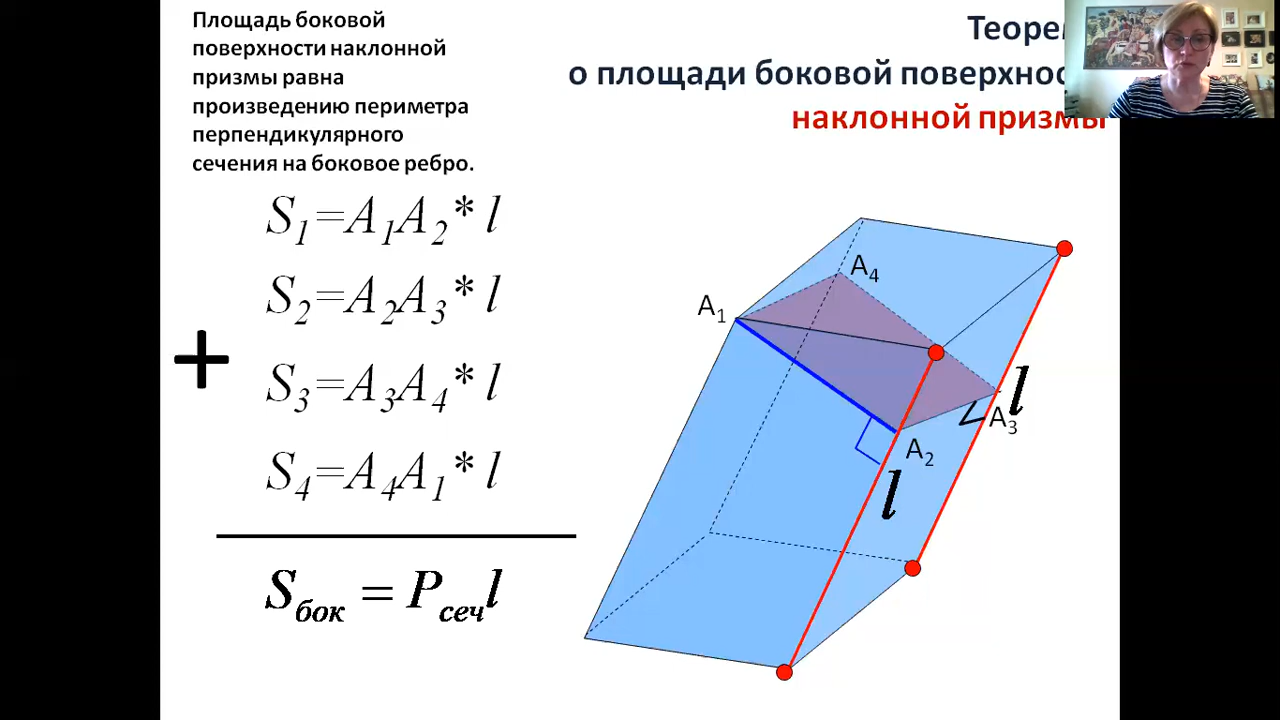 Площадь боковой
поверхности наклонной
призмы равна
произведению периметра
перпендикулярного
сечения на боковое ребро.
о площади боковой
наклонной призмы
S₁=A₁A₂* l
S₂=A₂A₃* l
S₃=A₃A₄* l
S₄=A₄A₁* l
+
Sбок = Pсечl
A₄
A₁
l
A₃
A₂
l